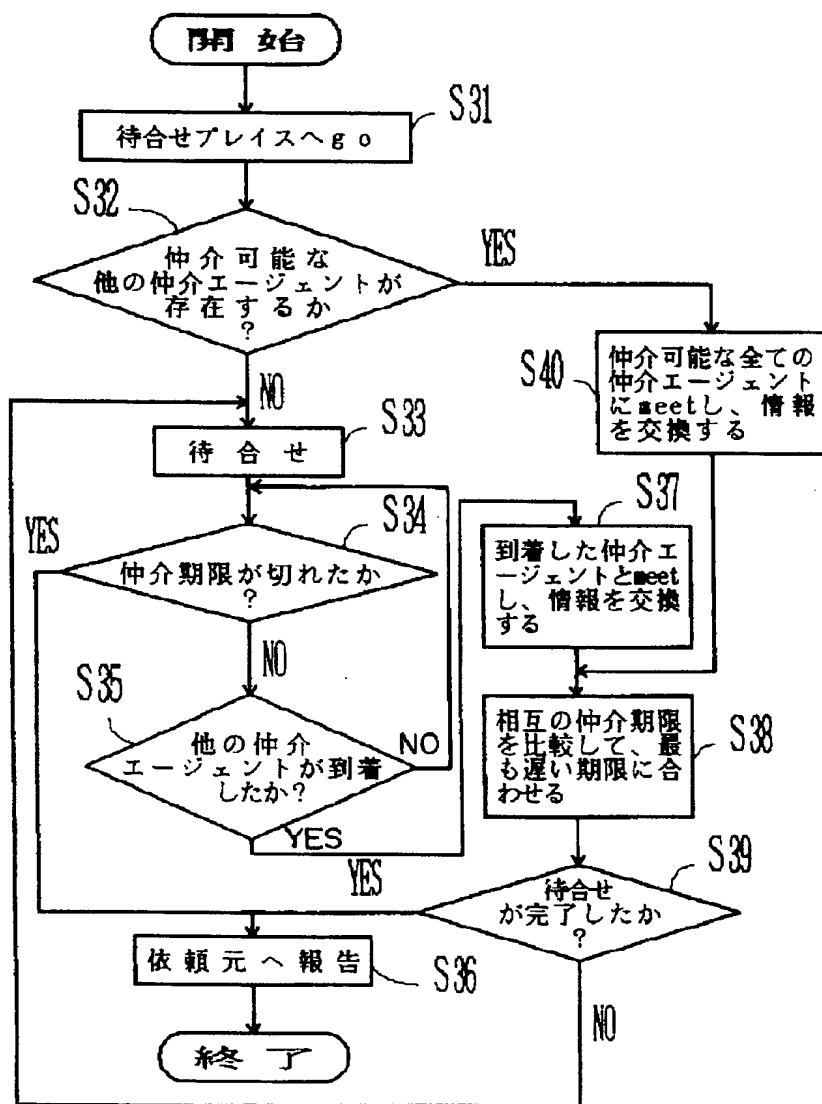 開始
S31
待合せプレイスへgo
S32
仲介可能な
他の仲介エージェントが
存在するか
?
YES
NO
S40
仲介可能な全ての
仲介エージェント
にmeetし、情報
を交換する
S33
待合せ
S34
YES
仲介期限が切れたか
?
NO
S37
到着した仲介エ
ージェントとmeet
し、情報を交換
する
S35
他の仲介
エージェントが到着
したか?
NO
YES
S38
相互の仲介期限
を比較して、最
も遅い期限に合
わせる
S39
YES
待合せ
が完了したか
?
NO
依頼元へ報告
S36
終了